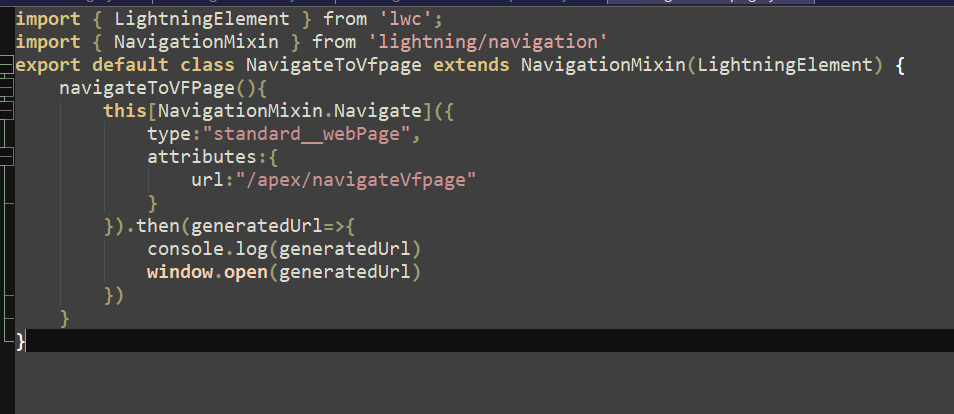 import { LightningElement } from 'lwc';
import { NavigationMixin } from 'lightning/navigation'
export default class NavigateToVfpage extends NavigationMixin(LightningElement) {
    navigateToVFPage(){
        this[NavigationMixin.Navigate]({
            type:"standard__webPage",
            attributes:{
                url:"/apex/navigateVfpage"
            }
        }).then(generatedUrl=>{
            console.log(generatedUrl)
            window.open(generatedUrl)
        })
    }
}